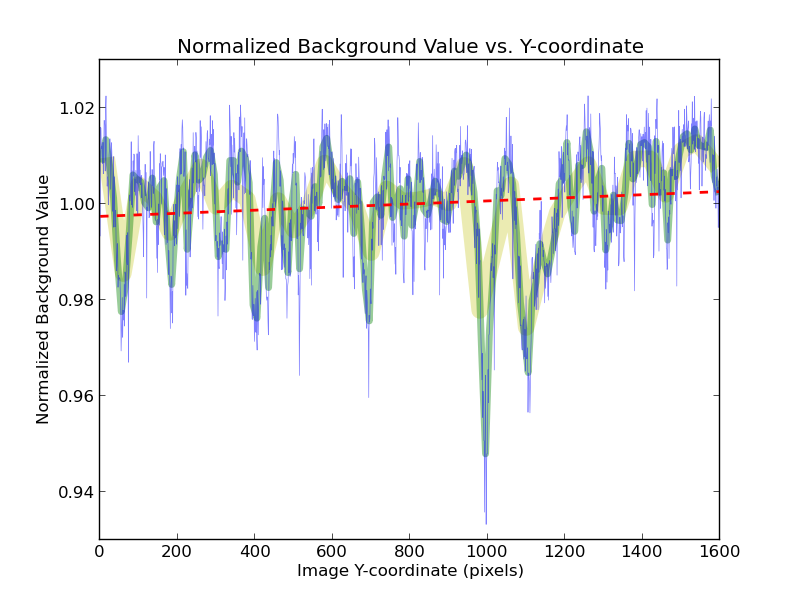 Normalized Background Value vs. Y-coordinate
Normalized Background Value
1.02
1.00
0.98
0.96
0.94
0 200 400 600 800 1000 1200 1400 1600
Image Y-coordinate (pixels)